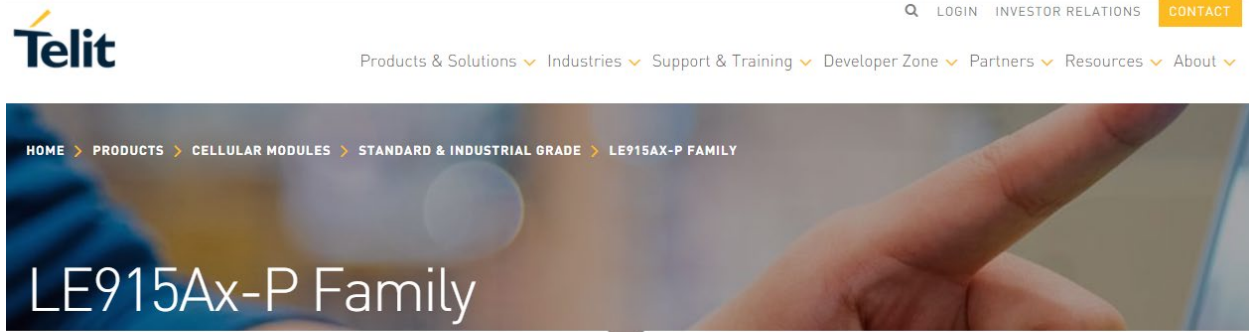 LOGIN INVESTOR RELATIONS CONTACT
Telit
Products & Solutions Industries Support & Training Developer Zone Partners Resources About
HOME > PRODUCTS > CELLULAR MODULES > STANDARD & INDUSTRIAL GRADE > LE915AX-P FAMILY
LE915Ax-P Family